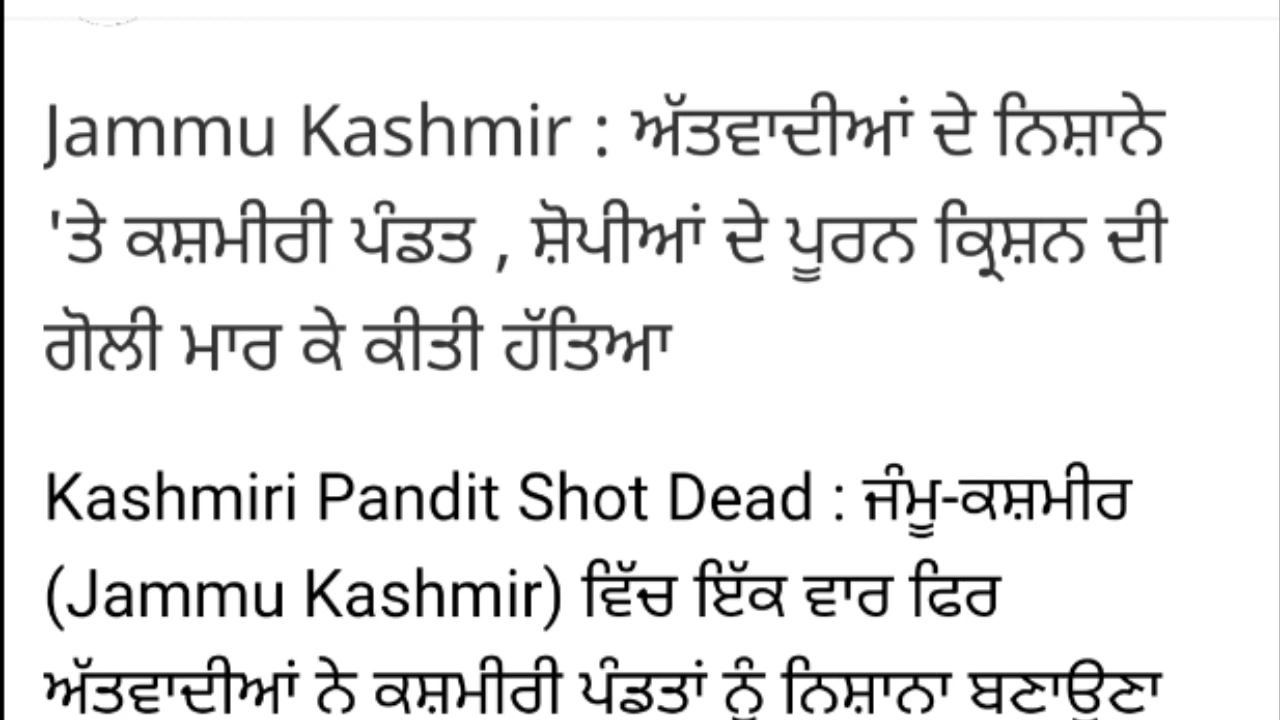 Jammu Kashmir : ਅੱਤਵਾਦੀਆਂ ਦੇ ਨਿਸ਼ਾਨੇ
'ਤੇ ਕਸ਼ਮੀਰੀ ਪੰਡਤ , ਸ਼ੋਪੀਆਂ ਦੇ ਪੂਰਨ ਕ੍ਰਿਸ਼ਨ ਦੀ
ਗੋਲੀ ਮਾਰ ਕੇ ਕੀਤੀ ਹੱਤਿਆ
Kashmiri Pandit Shot Dead : ਜੰਮੂ-ਕਸ਼ਮੀਰ
(Jammu Kashmir) ਵਿੱਚ ਇੱਕ ਵਾਰ ਫਿਰ
ਅੱਤਵਾਦੀਆਂ ਨੇ ਕਸ਼ਮੀਰੀ ਪੰਡਤਾਂ ਨੂੰ ਨਿਸ਼ਾਨਾ ਬਣਾਉਣਾ